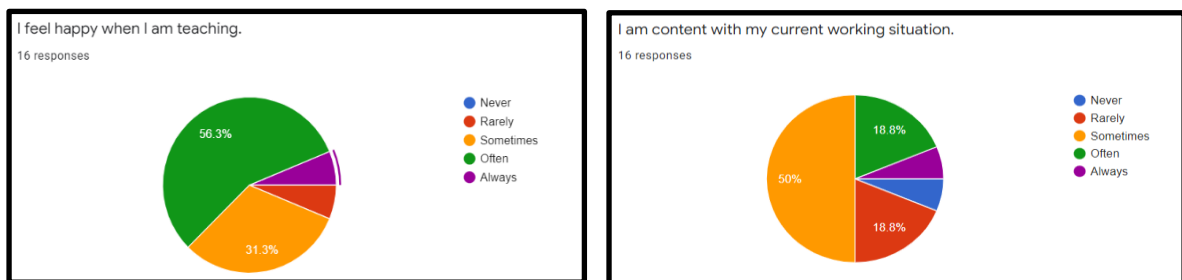 I feel happy when I am teaching.
16 responses
56.3%
31.3%
Never
Rarely
Sometimes
Often
Always
I am content with my current working situation.
16 responses
18.8%
50%
18.8%
Never
Rarely
Sometimes
Often
Always